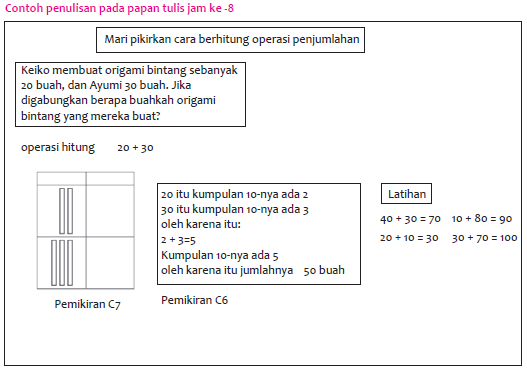 Contoh penulisan pada papan tulis jam ke -8
Mari pikirkan cara berhitung operasi penjumlahan
Keiko membuat origami bintang sebanyak
20 buah, dan Ayumi 30 buah. Jika
digabungkan berapa buahkah origami
bintang yang mereka buat?
operasi hitung 20 + 30
20 itu kumpulan 10-nya ada 2
30 itu kumpulan 10-nya ada 3
oleh karena itu:
2 + 3=5
Kumpulan 10-nya ada 5
oleh karena itu jumlahnya 50 buah
Pemikiran C7
Pemikiran C6
Latihan
40 + 30 = 70 10 + 80 = 90
20 + 10 = 30 30 + 70 = 100